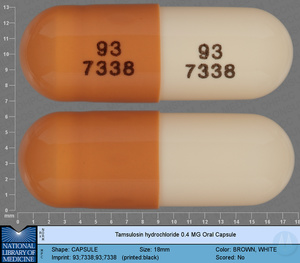 93
7338
93
7338
mm
Tamsulosin hydrochloride 0.4 MG Oral Capsule
NATIONAL
LIBRARY OF
MEDICINE
Shape: CAPSULE Size: 18mm Color: BROWN, WHITE
Imprint: 93;7338;93;7338 (printed:black) Scored: No